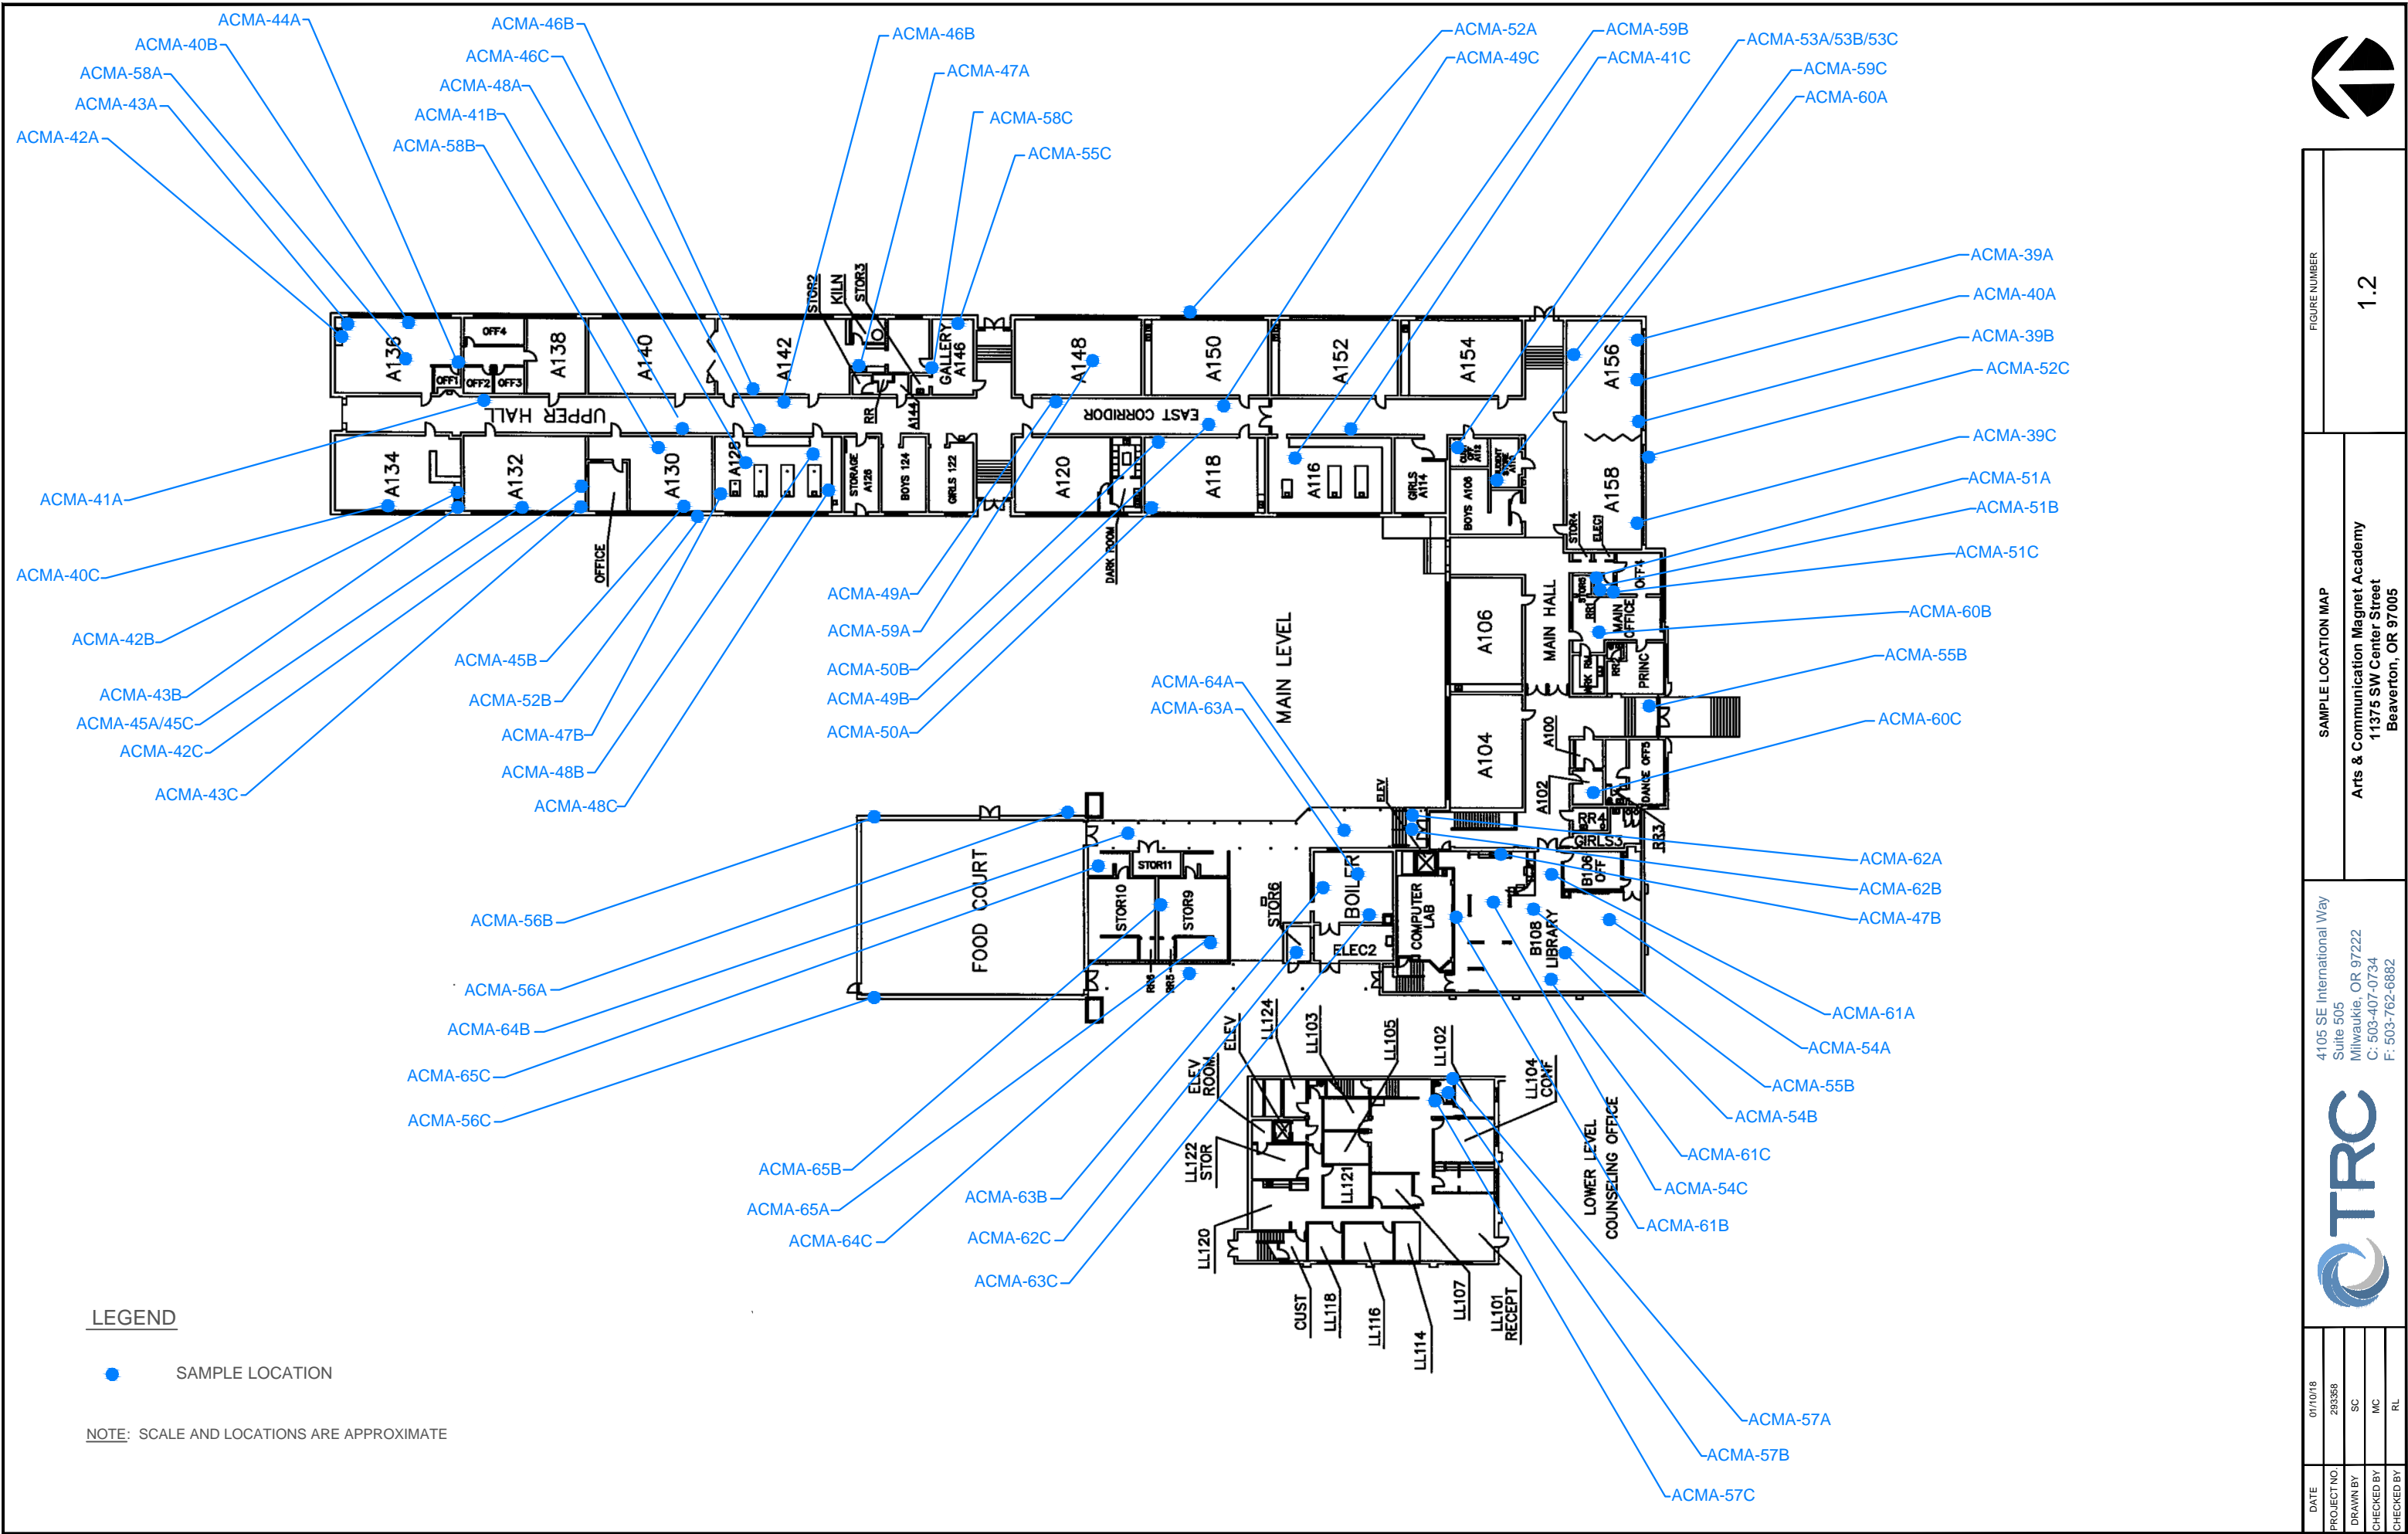 ACMA-44A
ACMA-40B
ACMA-58A
ACMA-43A
ACMA-42A
ACMA-46B
ACMA-46C
ACMA-48A
ACMA-41B
ACMA-58B
ACMA-46B
ACMA-47A
ACMA-58C
ACMA-55C
ACMA-52A
ACMA-49C
ACMA-59B
ACMA-41C
ACMA-53A/53B/53C
ACMA-59C
ACMA-60A
ACMA-39A
ACMA-40A
ACMA-39B
ACMA-52C
ACMA-39C
ACMA-51A
ACMA-51B
ACMA-51C
ACMA-60B
ACMA-55B
ACMA-60C
ACMA-62A
ACMA-62B
ACMA-47B
ACMA-61A
ACMA-54A
ACMA-55B
ACMA-54B
ACMA-61C
ACMA-54C
ACMA-61B
ACMA-57A
ACMA-57B
ACMA-57C
ACMA-41A
ACMA-40C
ACMA-42B
ACMA-43B
ACMA-45A/45C
ACMA-42C
ACMA-43C
ACMA-45B
ACMA-52B
ACMA-47B
ACMA-48B
ACMA-48C
ACMA-49A
ACMA-59A
ACMA-50B
ACMA-49B
ACMA-50A
ACMA-64A
ACMA-63A
ACMA-56B
ACMA-56A
ACMA-64B
ACMA-65C
ACMA-56C
ACMA-65B
ACMA-65A
ACMA-64C
ACMA-63B
ACMA-62C
ACMA-63C
A136
OFF4
OFF1
OFF2
OFF3
A138
A140
A142
STOR2
KILN
STOR3
RR
A144
GALLERY
A146
A148
A150
A152
A154
A156
A158
UPPER HALL
EAST CORRIDOR
A134
A132
A130
OFFICE
A128
STORAGE
A126
BOYS 124
GIRLS 122
A120
DARK ROOM
A118
A116
GIRLS
A114
BOYS A108
STOR4
ELEC1
OFF4
STOR5
RR1
MAIN
OFFICE
RR2
PRINC
MAIN HALL
A106
A104
A100
A102
DANCE OFF5
RR4
GIRLS3
RR3
B106
OFF
B108
LIBRARY
COMPUTER
LAB
ELEV
BOILER
ELEC2
STOR6
STOR11
STOR10
STOR9
RR6
RR5
FOOD COURT
MAIN LEVEL
ELEV
ROOM
ELEV
LL124
LL103
LL105
LL102
LL104
CONF
LL122
STOR
LL121
LL120
CUST
LL118
LL116
LL114
LL107
LL101
RECEPT
LOWER LEVEL
COUNSELING OFFICE
LEGEND
SAMPLE LOCATION
NOTE: SCALE AND LOCATIONS ARE APPROXIMATE
FIGURE NUMBER
1.2
SAMPLE LOCATION MAP
Arts & Communication Magnet Academy
11375 SW Center Street
Beaverton, OR 97005
4105 SE International Way
Suite 505
Milwaukie, OR 97222
C: 503-407-0734
F: 503-762-6882
TRC
DATE 01/10/18
PROJECT NO. 293358
DRAWN BY SC
CHECKED BY MC
CHECKED BY RL